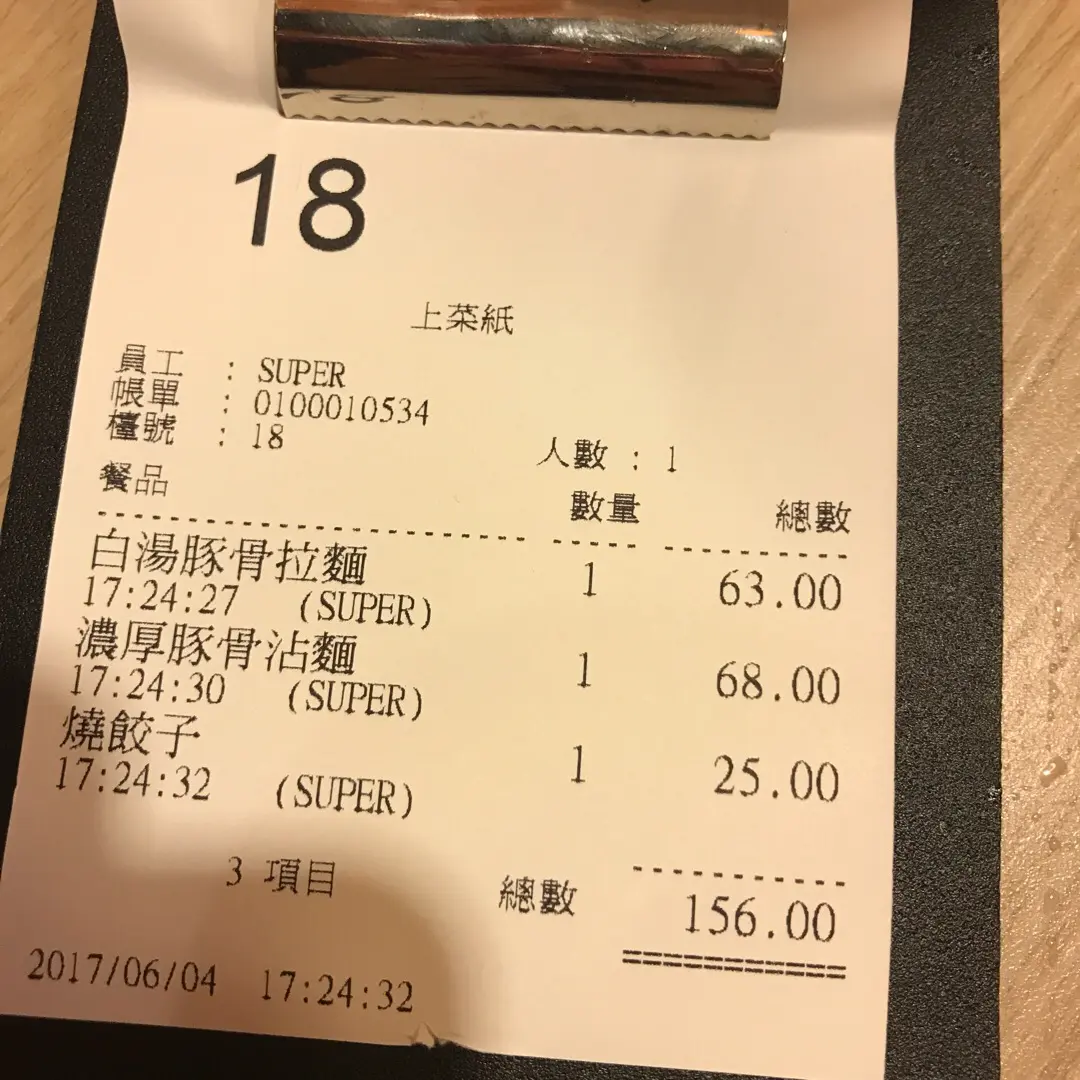 18
上菜紙
員工 : SUPER
帳單 : 0100010534
檯號 : 18 人數 : 1
餐品 數量 總數
白湯豚骨拉麵 1 63.00
17:24:27 (SUPER)
濃厚豚骨沾麵 1 68.00
17:24:30 (SUPER)
燒餃子 1 25.00
17:24:32 (SUPER)
3 項目 總數 156.00
2017/06/04 17:24:32